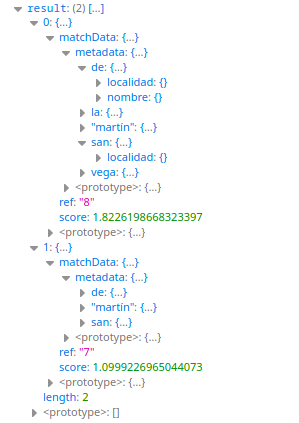 result: (2) […]
0: {…}
matchData: {…}
metadata: {…}
de: {…}
localidad: {}
nombre: {}
la: {…}
"martín": {…}
san: {…}
localidad: {}
vega: {…}
<prototype>: {…}
ref: "8"
score: 1.8226198668323397
<prototype>: {…}
1: {…}
matchData: {…}
metadata: {…}
de: {…}
"martín": {…}
san: {…}
<prototype>: {…}
ref: "7"
score: 1.0999226965044073
<prototype>: {…}
length: 2
<prototype>: []